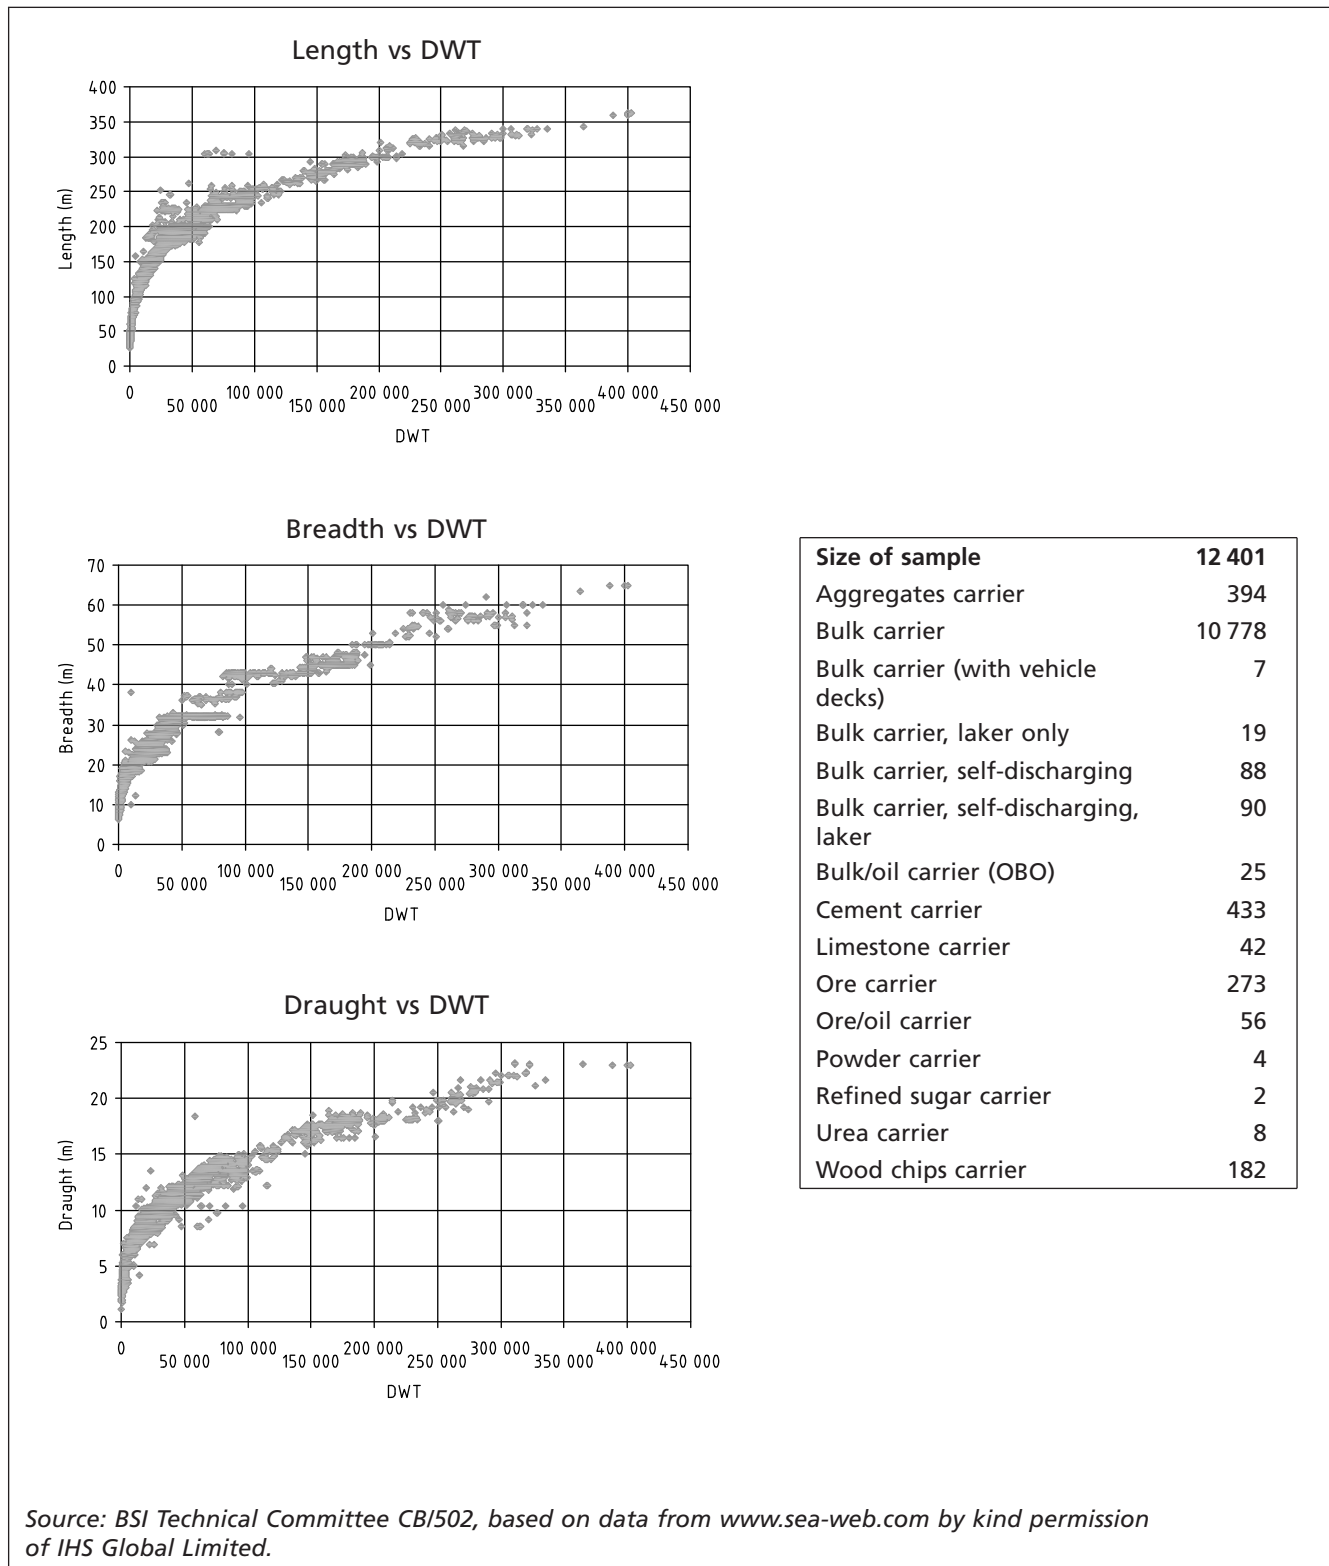 Length vs DWT
400
350
300
250
200
150
100
50
0
Length (m)
0 100 000 200 000 300 000 400 000
50 000 150 000 250 000 350 000 450 000
DWT
Breadth vs DWT
70
60
50
40
30
20
10
0
Breadth (m)
0 100 000 200 000 300 000 400 000
50 000 150 000 250 000 350 000 450 000
DWT
Draught vs DWT
25
20
15
10
5
0
Draught (m)
0 100 000 200 000 300 000 400 000
50 000 150 000 250 000 350 000 450 000
DWT
Size of sample 12 401
Aggregates carrier 394
Bulk carrier 10 778
Bulk carrier (with vehicle 7
decks)
Bulk carrier, laker only 19
Bulk carrier, self-discharging 88
Bulk carrier, self-discharging, 90
laker
Bulk/oil carrier (OBO) 25
Cement carrier 433
Limestone carrier 42
Ore carrier 273
Ore/oil carrier 56
Powder carrier 4
Refined sugar carrier 2
Urea carrier 8
Wood chips carrier 182
Source: BSI Technical Committee CB/502, based on data from www.sea-web.com by kind permission
of IHS Global Limited.